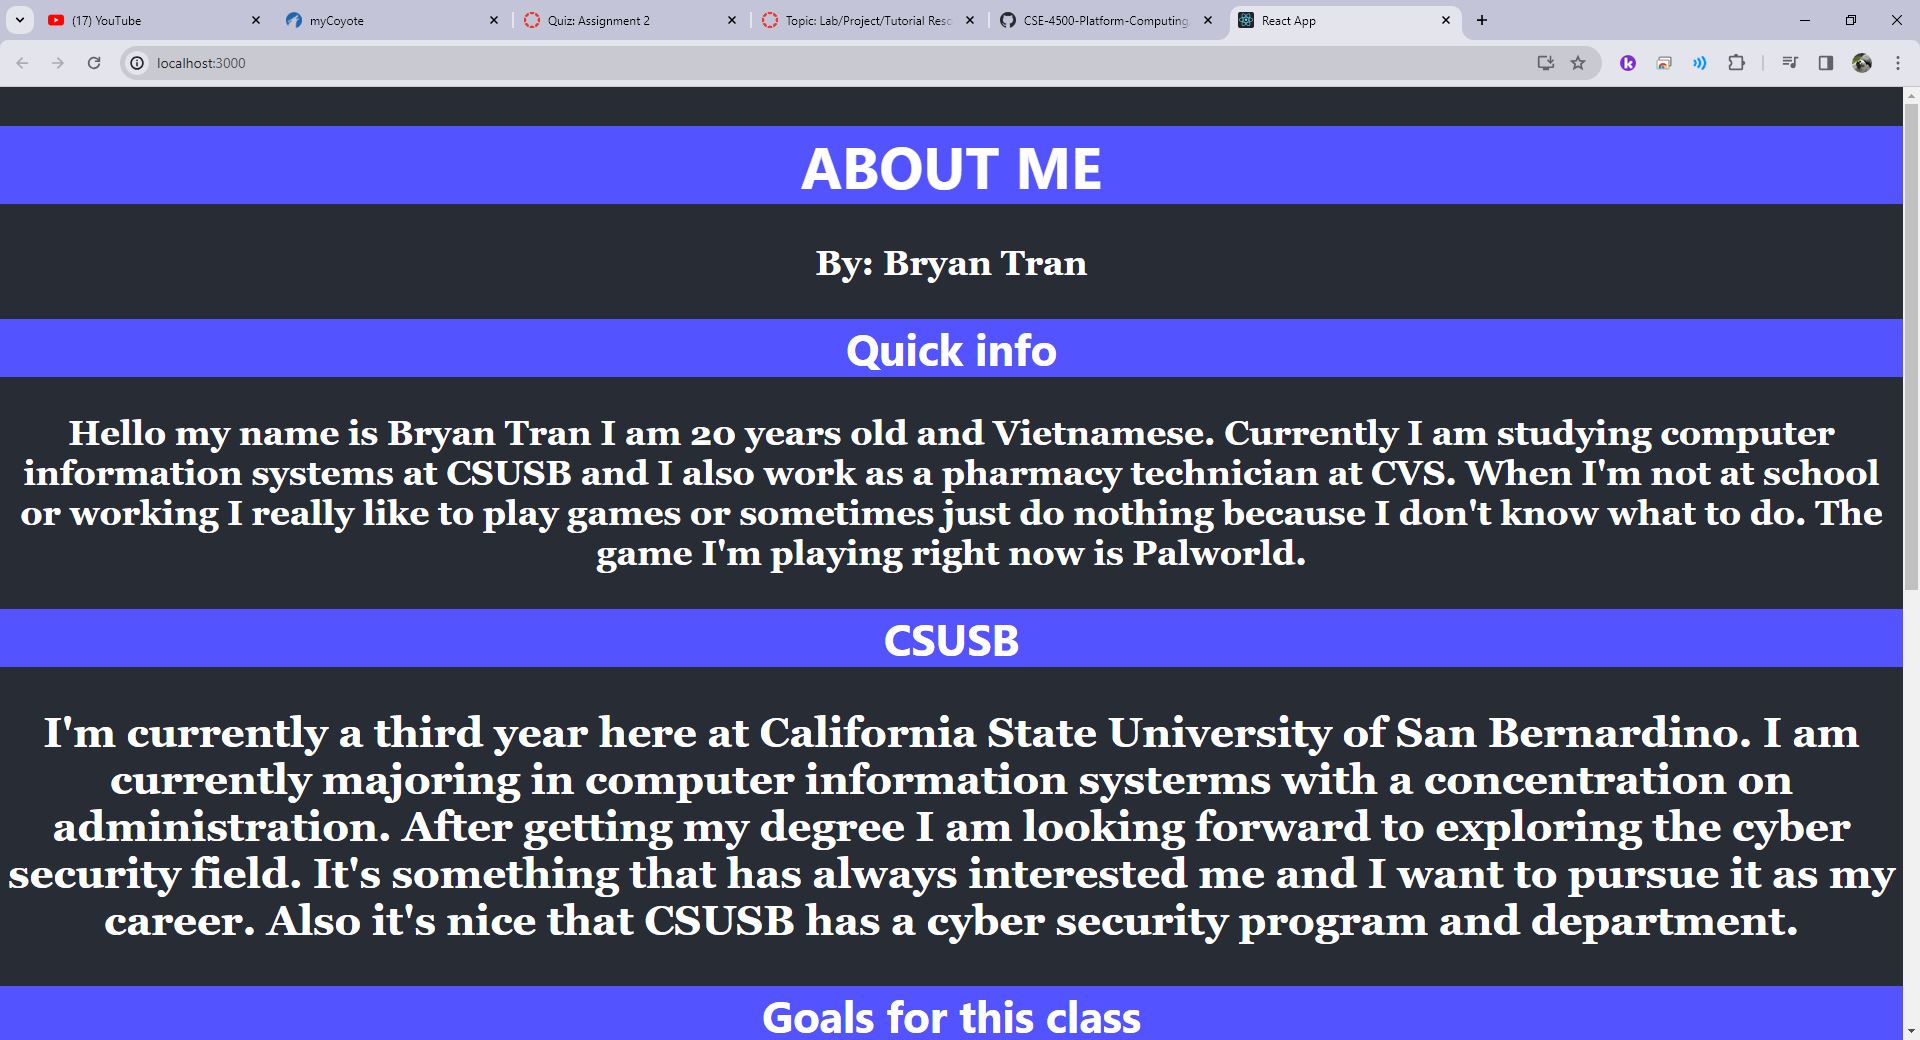 (17) YouTube
myCoyote
Quiz: Assignment 2
Topic: Lab/Project/Tutorial Reso
CSE-4500-Platform-Computing
React App
localhost:3000
ABOUT ME
By: Bryan Tran
Quick info
Hello my name is Bryan Tran I am 20 years old and Vietnamese. Currently I am studying computer
information systems at CSUSB and I also work as a pharmacy technician at CVS. When I'm not at school
or working I really like to play games or sometimes just do nothing because I don't know what to do. The
game I'm playing right now is Palworld.
CSUSB
I'm currently a third year here at California State University of San Bernardino. I am
currently majoring in computer information systerms with a concentration on
administration. After getting my degree I am looking forward to exploring the cyber
security field. It's something that has always interested me and I want to pursue it as my
career. Also it's nice that CSUSB has a cyber security program and department.
Goals for this class